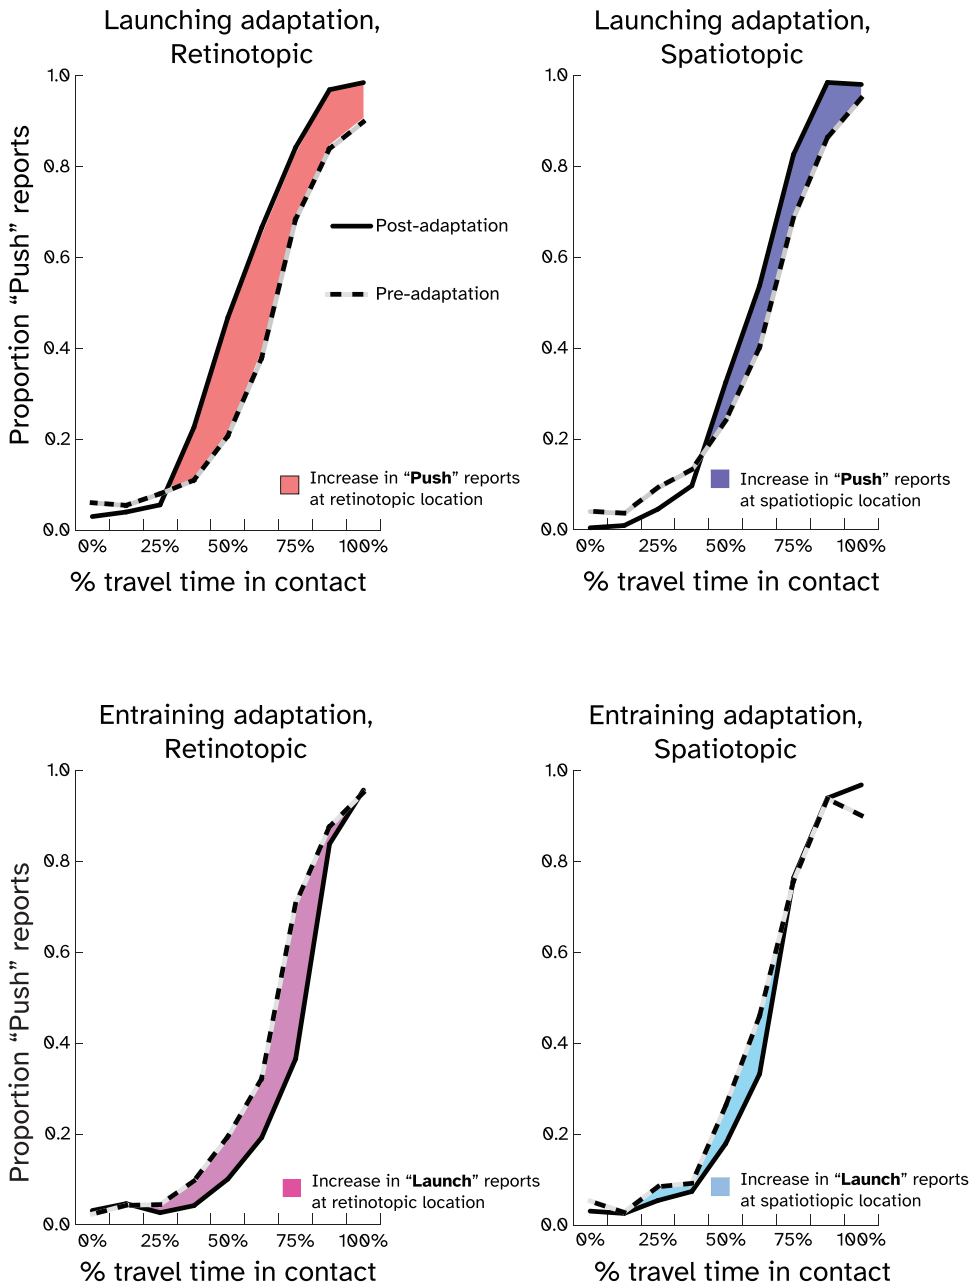 Launching adaptation,
Retinotopic
1.0
0.8
0.6
0.4
0.2
0.0
Proportion “Push” reports
Post-adaptation
Pre-adaptation
Increase in “Push” reports
at retinotopic location
0% 25% 50% 75% 100%
% travel time in contact
Launching adaptation,
Spatiotopic
1.0
0.8
0.6
0.4
0.2
0.0
Increase in “Push” reports
at spatiotopic location
0% 25% 50% 75% 100%
% travel time in contact
Entraining adaptation,
Retinotopic
1.0
0.8
0.6
0.4
0.2
0.0
Proportion “Push” reports
Increase in “Launch” reports
at retinotopic location
0% 25% 50% 75% 100%
% travel time in contact
Entraining adaptation,
Spatiotopic
1.0
0.8
0.6
0.4
0.2
0.0
Increase in “Launch” reports
at spatiotopic location
0% 25% 50% 75% 100%
% travel time in contact